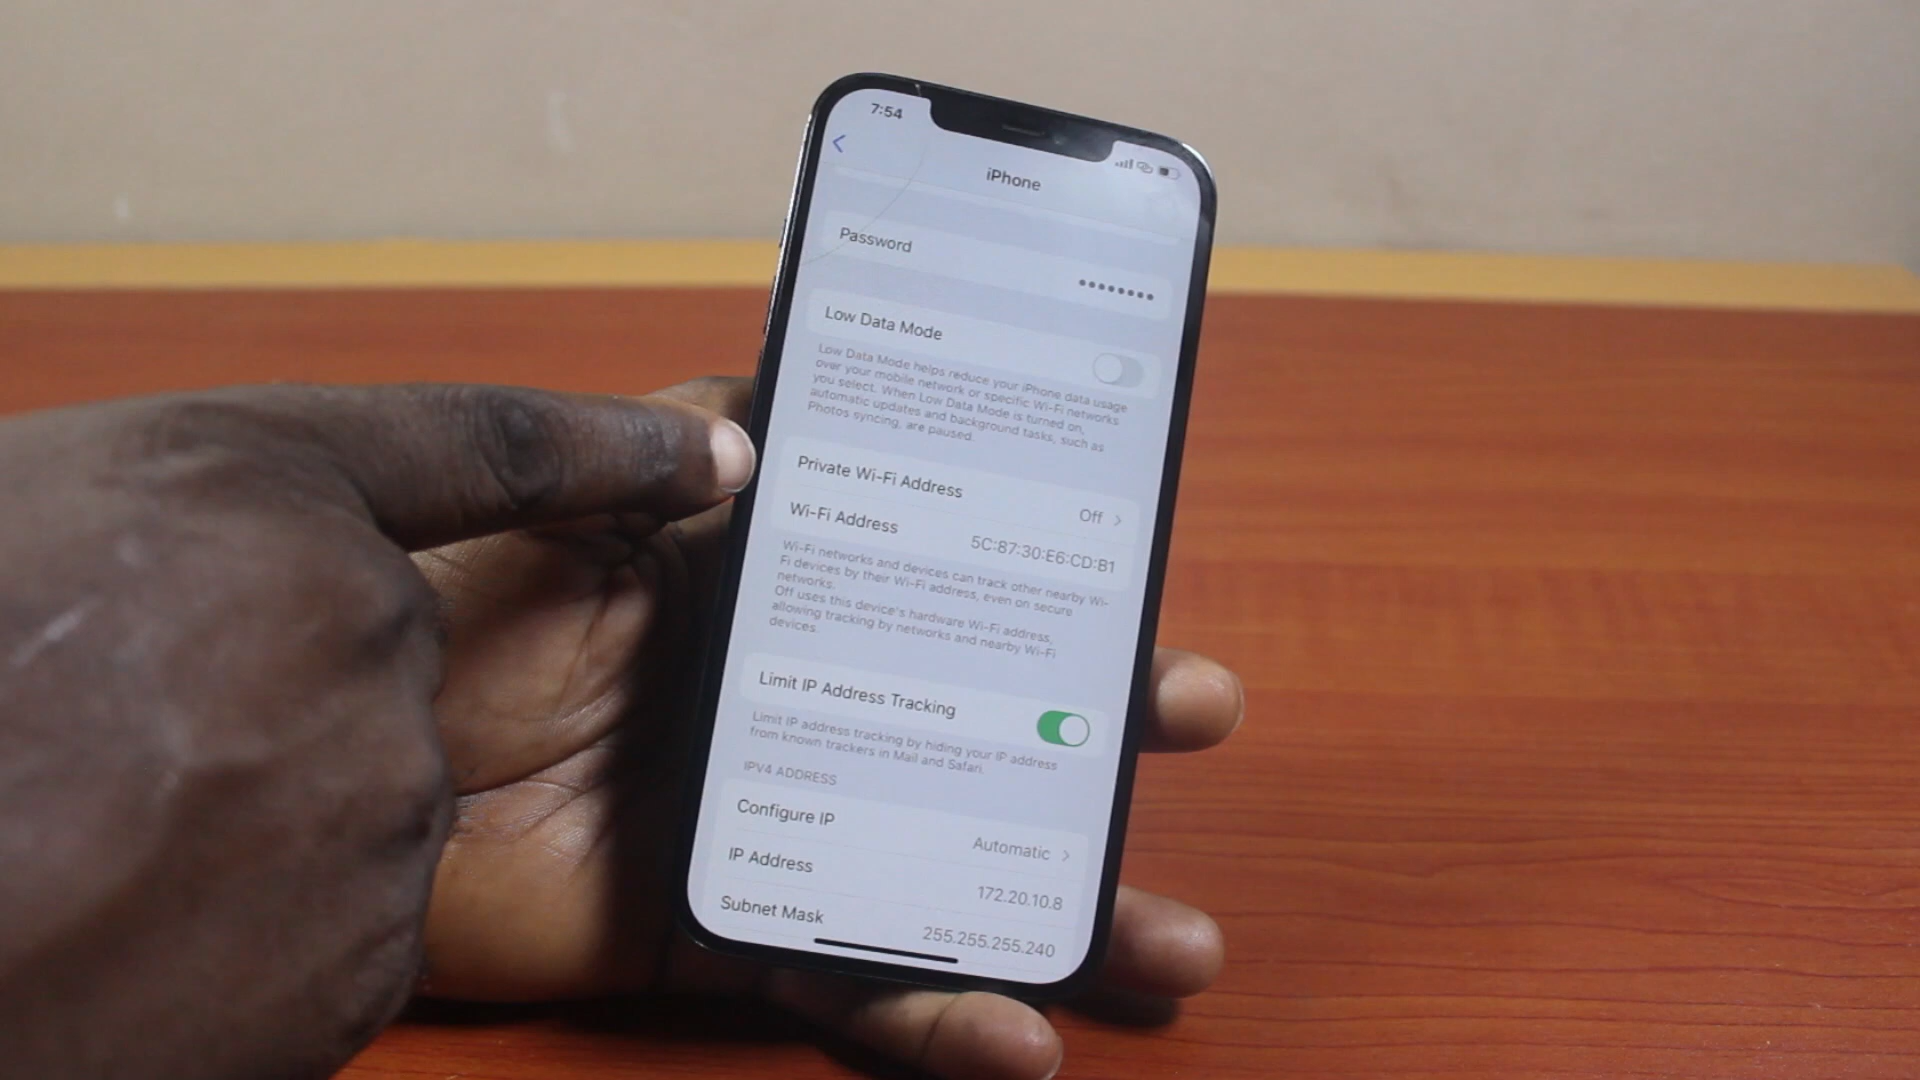 7:54
iPhone
Password
••••••••
Low Data Mode
Low Data Mode helps reduce your iPhone data usage
over your mobile network or specific Wi-Fi networks
you select. When Low Data Mode is turned on,
automatic updates and background tasks, such as
Photos syncing, are paused.
Private Wi-Fi Address
Off
Wi-Fi Address
5C:87:30:E6:CD:B1
Wi-Fi networks and devices can track other nearby Wi-
Fi devices by their Wi-Fi address, even on secure
networks.
Off uses this device's hardware Wi-Fi address,
allowing tracking by networks and nearby Wi-Fi
devices.
Limit IP Address Tracking
Limit IP address tracking by hiding your IP address
from known trackers in Mail and Safari.
IPV4 ADDRESS
Configure IP
Automatic
IP Address
172.20.10.8
Subnet Mask
255.255.255.240